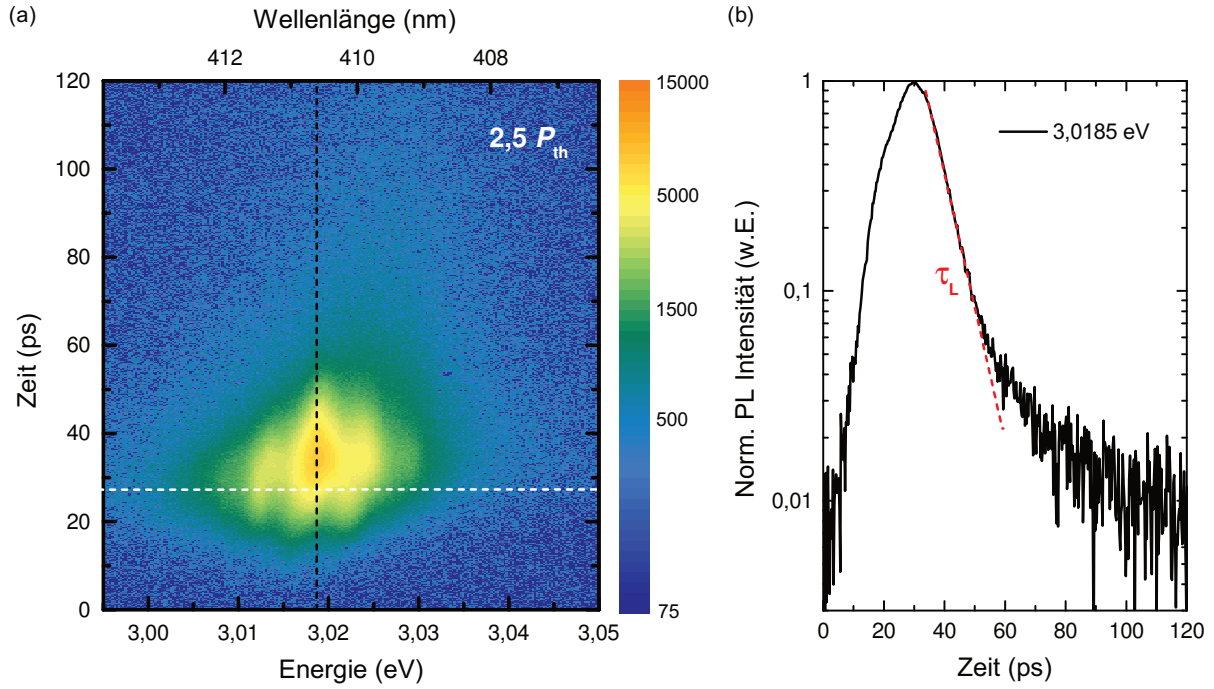 (a)
Wellenlänge (nm)
412 410 408
120
100
80
60
40
20
0
Zeit (ps)
2,5 P_th
3,00 3,01 3,02 3,03 3,04 3,05
Energie (eV)
15000
5000
1500
500
75
(b)
1
0,1
0,01
Norm. PL Intensität (w.E.)
3,0185 eV
τ_L
0 20 40 60 80 100 120
Zeit (ps)